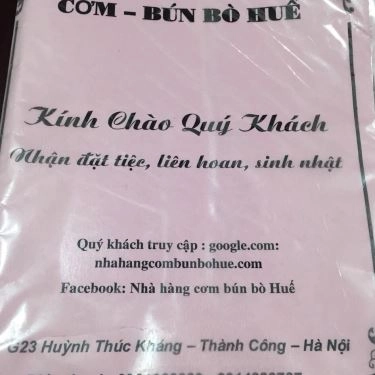 CƠM – BÚN BÒ HUẾ
Kính Chào Quý Khách
Nhận đặt tiệc, liên hoan, sinh nhật
Quý khách truy cập : google.com:
nhahangcombunbohue.com
Facebook: Nhà hàng cơm bún bò Huế
G23 Huỳnh Thúc Kháng – Thành Công – Hà Nội